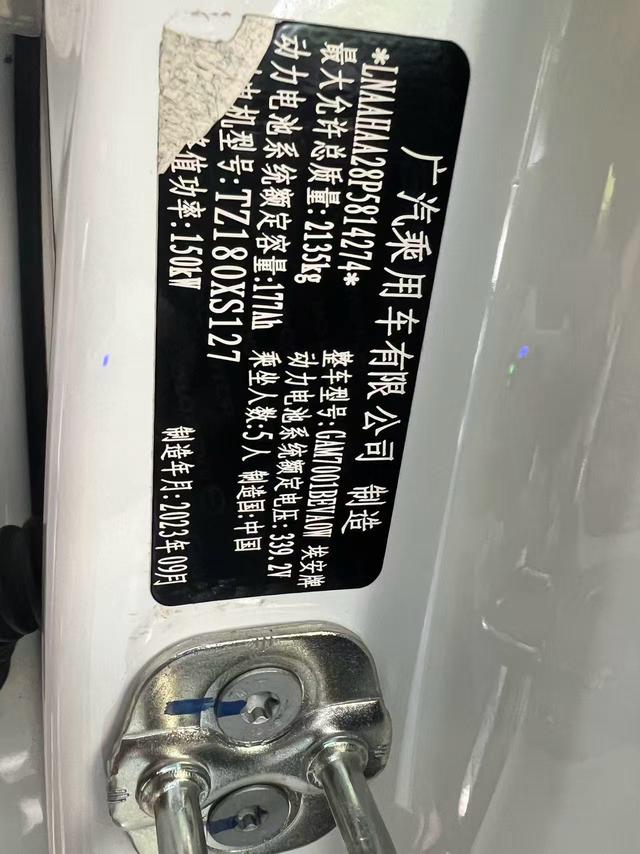 广汽乘用车有限公司 制造
*LNAAHAA28P5814274* 整车型号:GAM7001BEVA0W 埃安牌
最大允许总质量:2135kg 动力电池系统额定电压:339.2V
动力电池系统额定容量:177Ah 乘坐人数:5人 制造国:中国
电机型号:TZ180XS127
值功率:150kW 制造年月:2023年09月